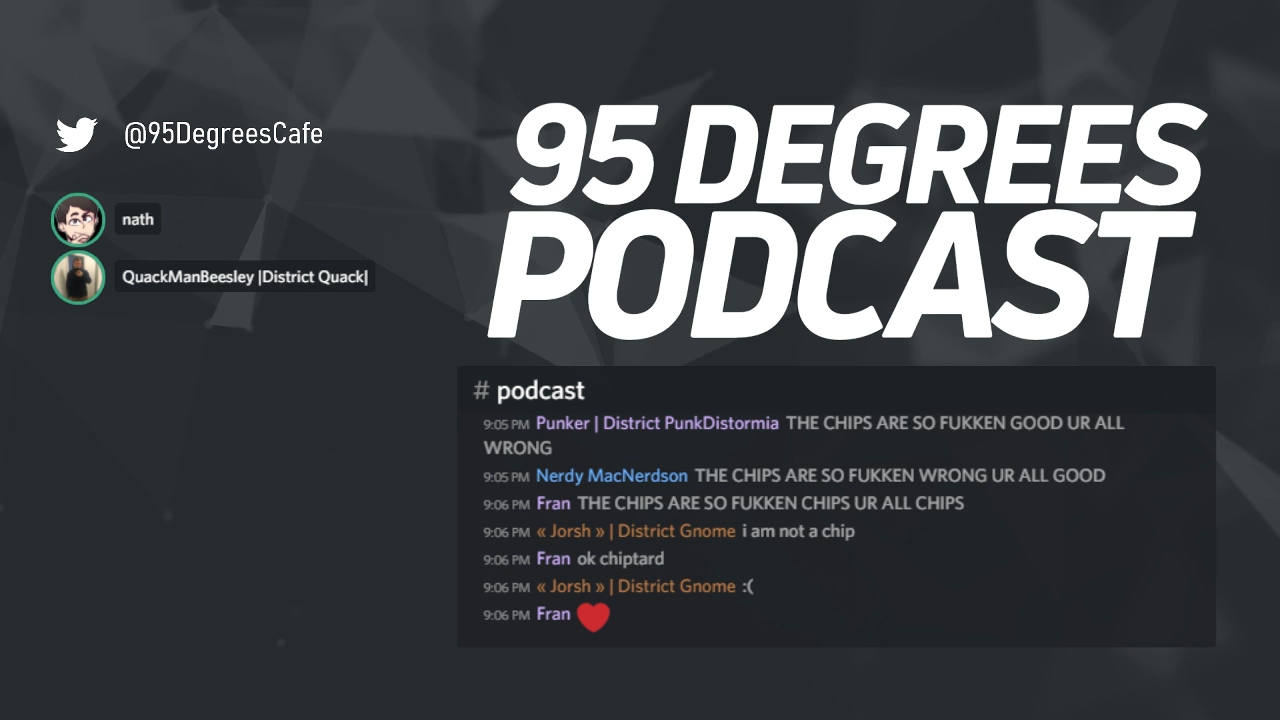 @95DegreesCafe
nath
QuackManBeesley |District Quack|
95 DEGREES
PODCAST
# podcast
9:05 PM Punker | District PunkDistormia THE CHIPS ARE SO FUKKEN GOOD UR ALL
WRONG
9:05 PM Nerdy MacNerdson THE CHIPS ARE SO FUKKEN WRONG UR ALL GOOD
9:06 PM Fran THE CHIPS ARE SO FUKKEN CHIPS UR ALL CHIPS
9:06 PM « Jorsh » | District Gnome i am not a chip
9:06 PM Fran ok chiptard
9:06 PM « Jorsh » | District Gnome :(
9:06 PM Fran ❤